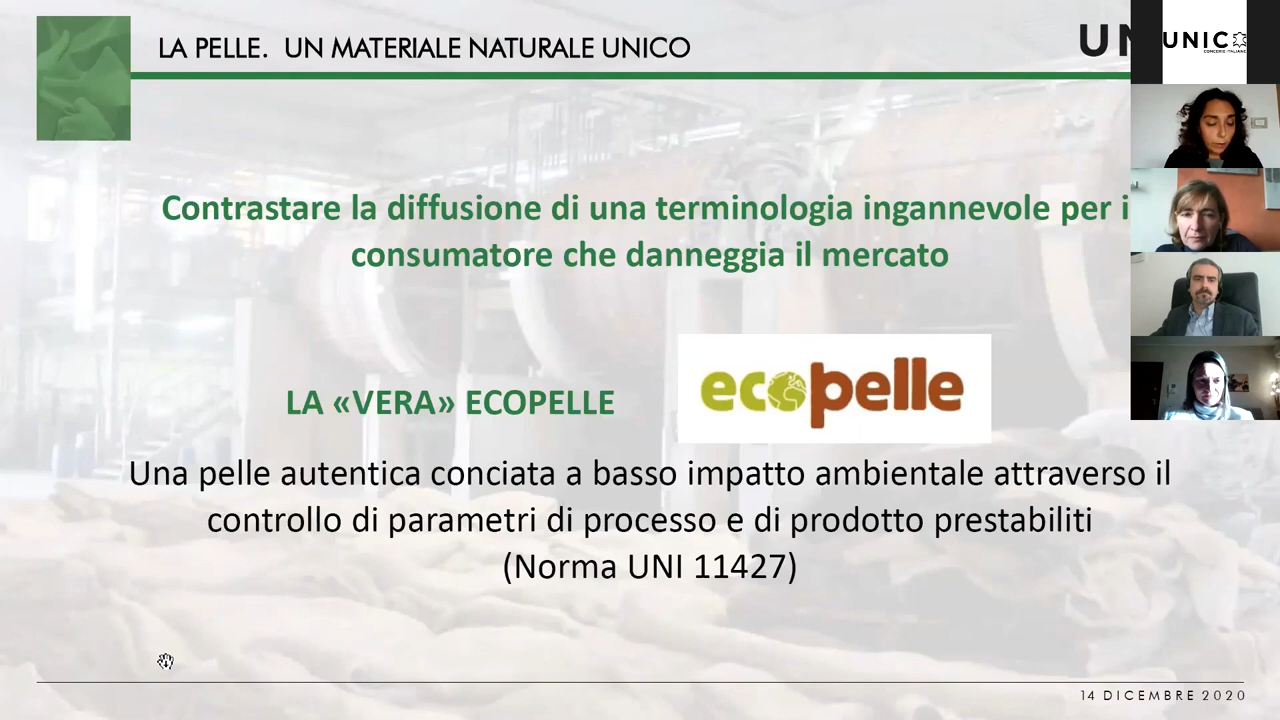 LA PELLE. UN MATERIALE NATURALE UNICO
UNIC
CONCERIE ITALIANE
Contrastare la diffusione di una terminologia ingannevole per i
consumatore che danneggia il mercato
LA «VERA» ECOPELLE
ecopelle
Una pelle autentica conciata a basso impatto ambientale attraverso il
controllo di parametri di processo e di prodotto prestabiliti
(Norma UNI 11427)
14 DICEMBRE 2020